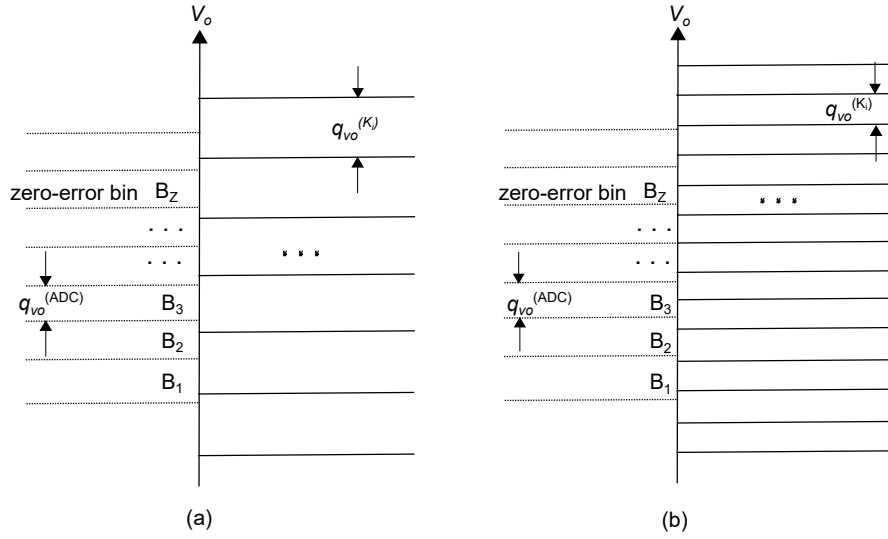 V_o
q_vo^(K_i)
zero-error bin B_Z
. . .
. . .
. . .
q_vo^(ADC) B_3
B_2
B_1
(a)
V_o
q_vo^(K_i)
zero-error bin B_Z
. . .
. . .
. . .
q_vo^(ADC) B_3
B_2
B_1
(b)